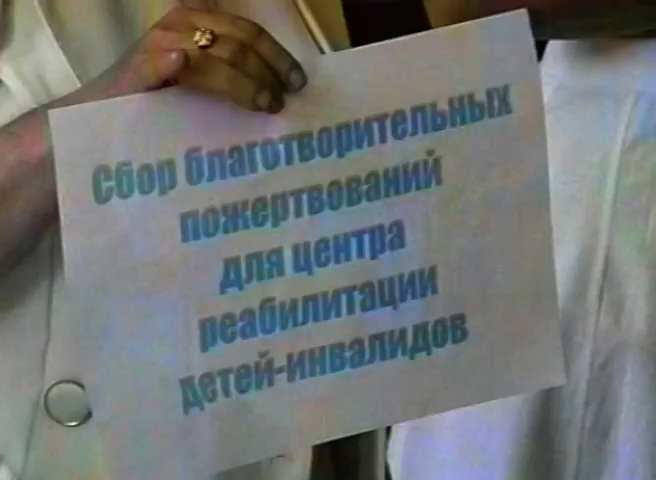 Сбор благотворительных
пожертвований
для центра
реабилитации
детей-инвалидов